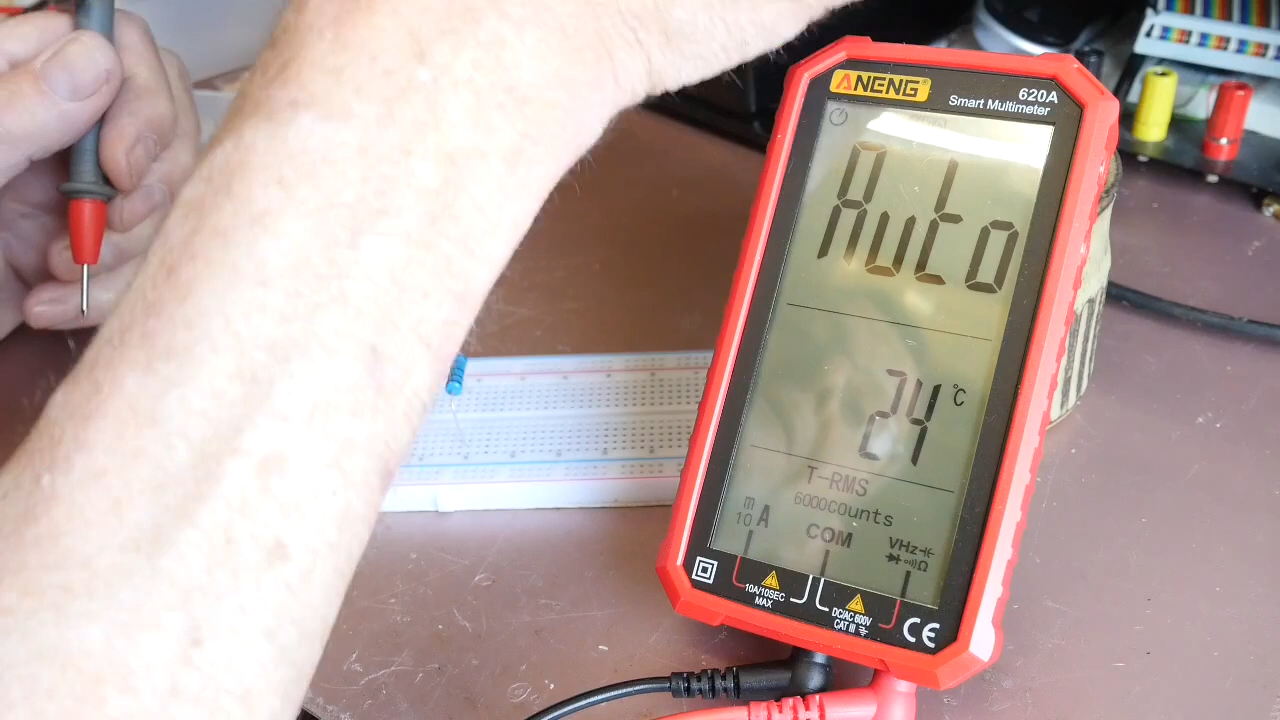 ANENG
620A
Smart Multimeter
Auto
24 ℃
T-RMS
6000counts
m
10 A
COM
VHz
Ω
10A/10SEC
MAX
DC/AC 600V
CAT III
CE